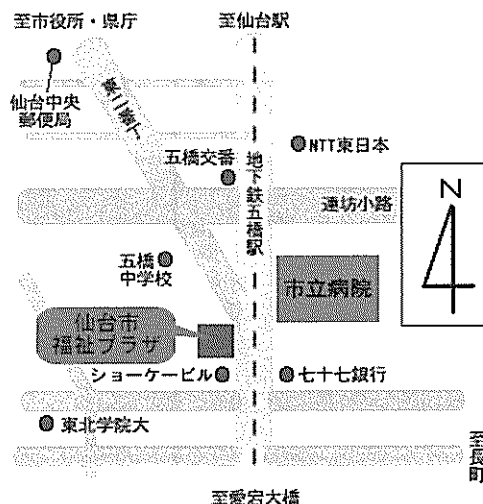 至市役所・県庁
至仙台駅
仙台中央
郵便局
東二番丁
五橋交番
NTT東日本
地下鉄五橋駅
連坊小路
N
五橋
中学校
市立病院
仙台市
福祉プラザ
ショーケービル
七十七銀行
東北学院大
至長町
至愛宕大橋